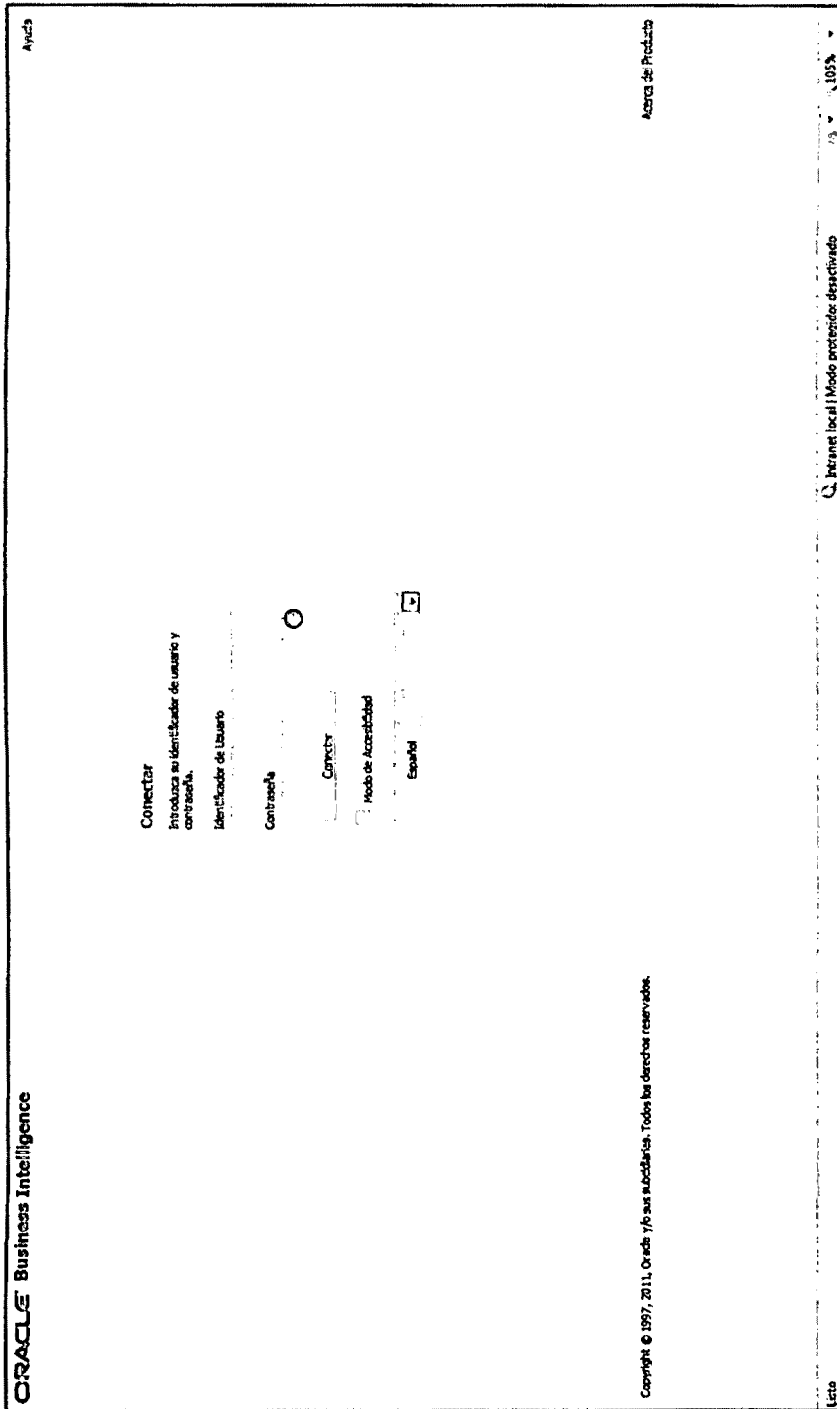 ORACLE Business Intelligence
Ayuda
Conectar
Introduzca su identificador de usuario y
contraseña.
Identificador de Usuario
Contraseña
Conectar
Modo de Accesibilidad
Español
Copyright © 1997, 2011, Oracle y/o sus subsidiarias. Todos los derechos reservados.
Acerca del Producto
Listo
Intranet local | Modo protegido: desactivado
105%